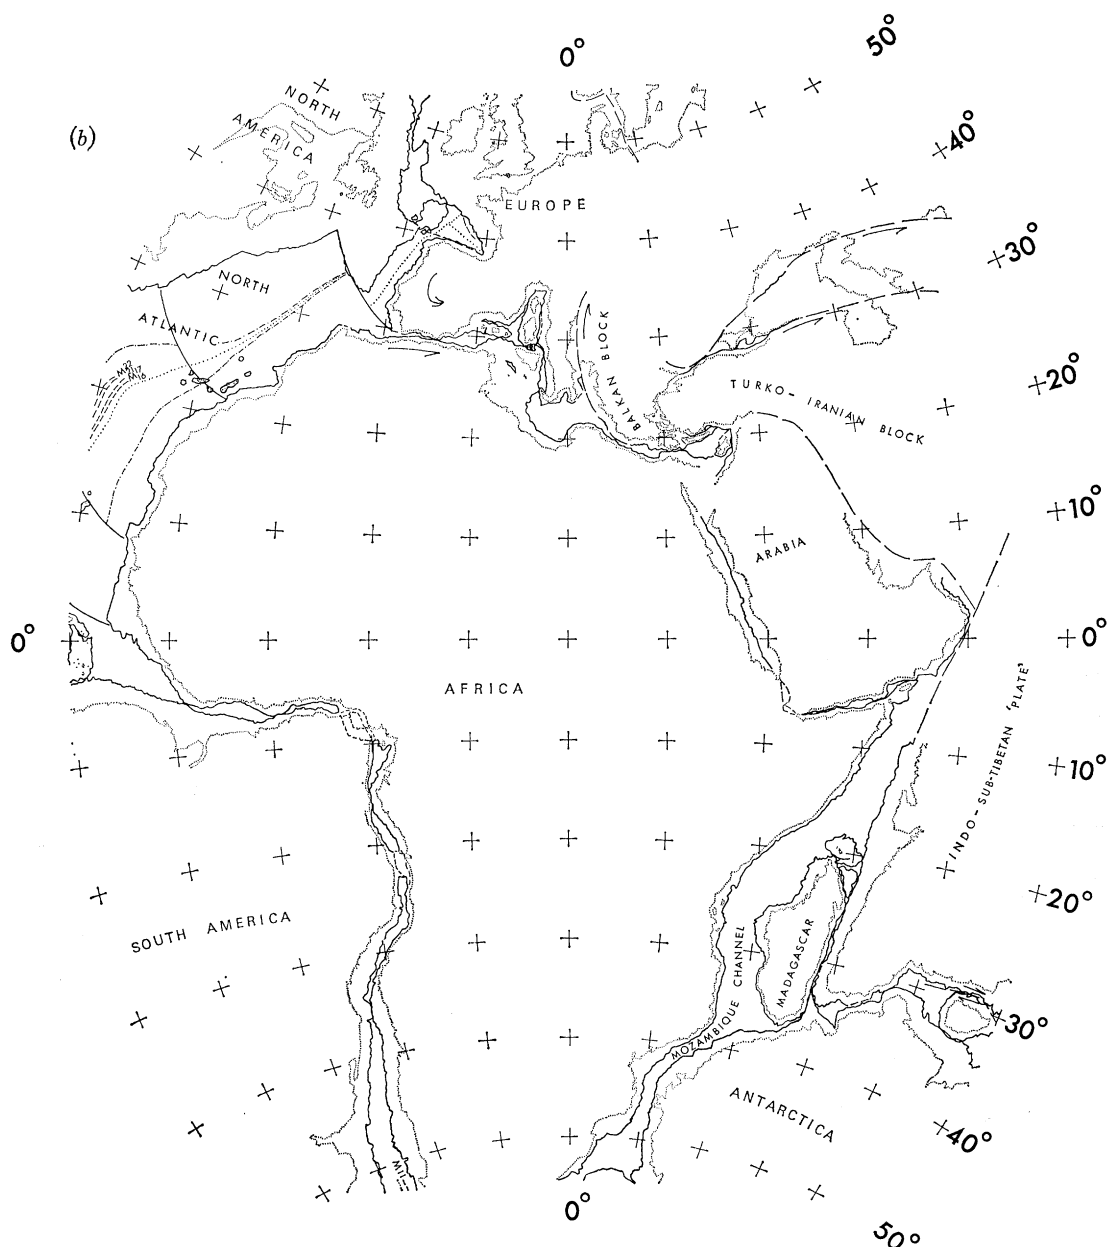 (b)
0°
50°
NORTH
AMERICA
40°
EUROPE
30°
NORTH
ATLANTIC
BALKAN BLOCK
20°
TURKO-IRANIAN BLOCK
10°
ARABIA
0°
0°
AFRICA
INDO-SUB-TIBETAN 'PLATE'
10°
20°
SOUTH AMERICA
MOZAMBIQUE CHANNEL
MADAGASCAR
30°
ANTARCTICA
40°
M11
0°
50°